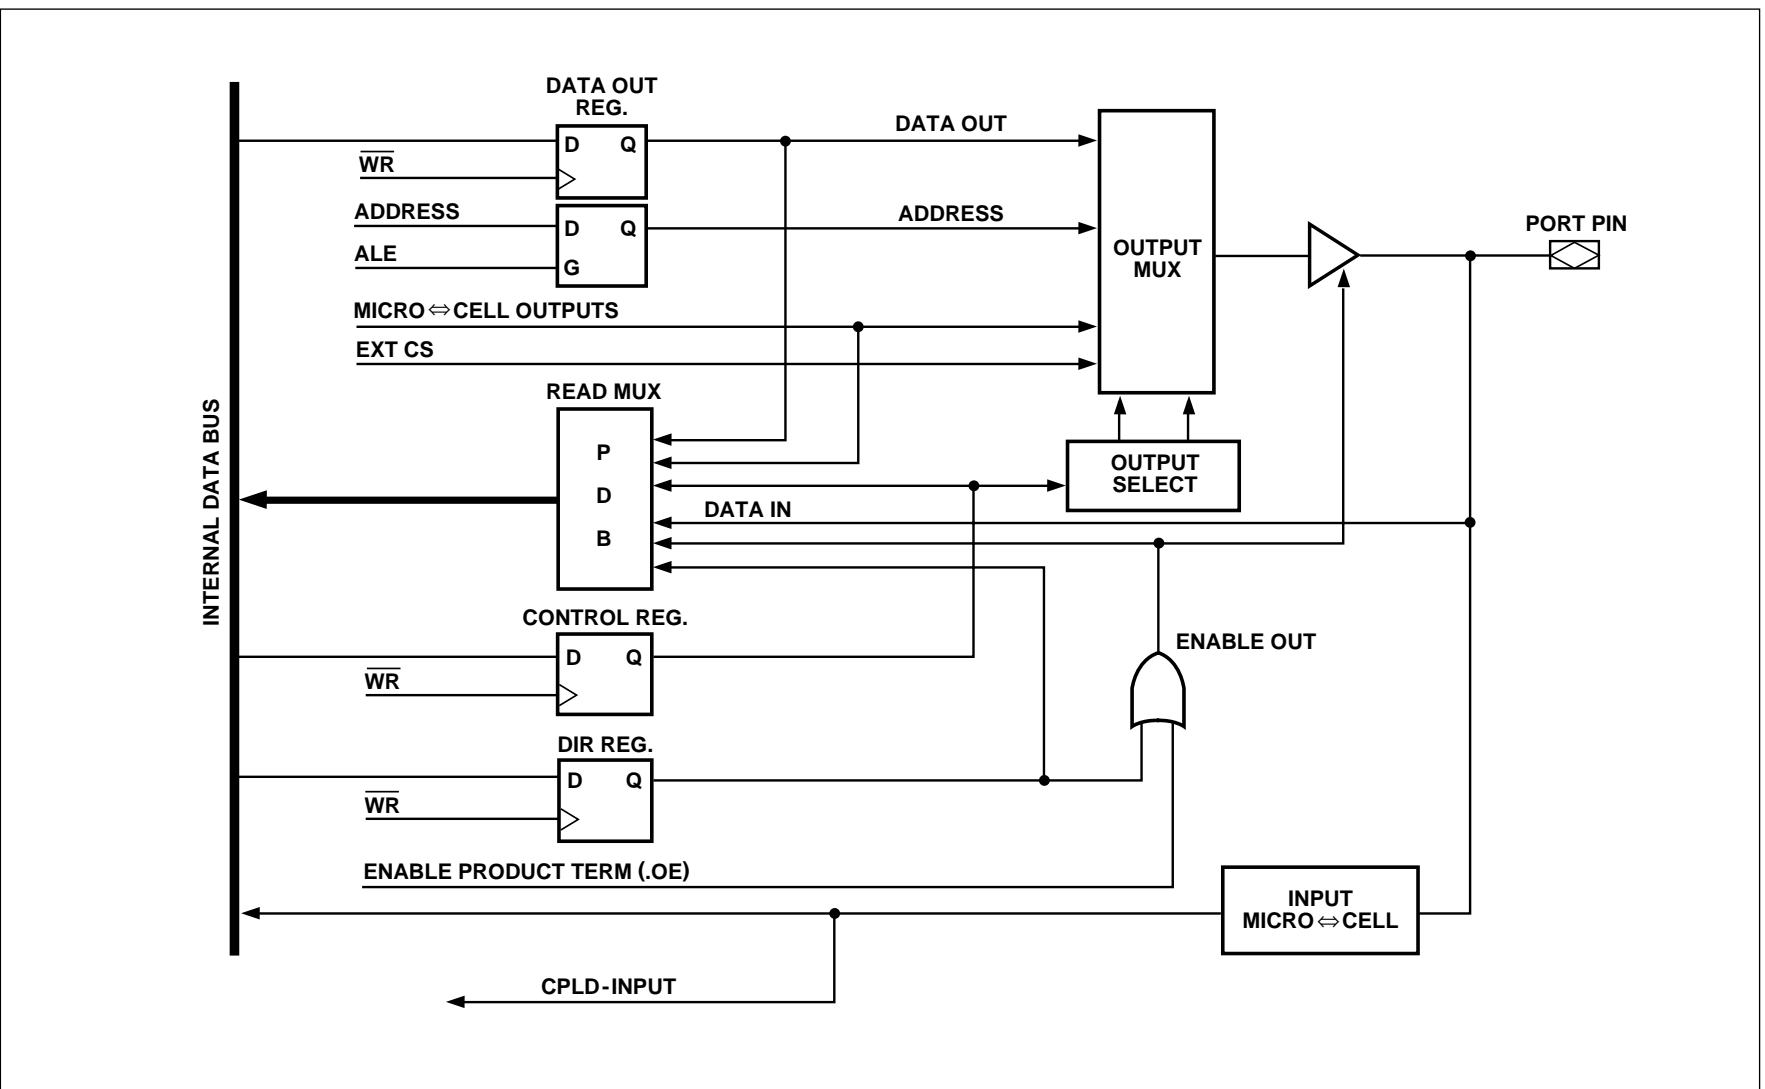 DATA OUT
REG.
D Q
WR
DATA OUT
ADDRESS
D Q
ALE
G
ADDRESS
OUTPUT
MUX
PORT PIN
MICRO⇔CELL OUTPUTS
EXT CS
READ MUX
P
D
B
OUTPUT
SELECT
DATA IN
INTERNAL DATA BUS
CONTROL REG.
D Q
WR
ENABLE OUT
DIR REG.
D Q
WR
ENABLE PRODUCT TERM (.OE)
INPUT
MICRO⇔CELL
CPLD-INPUT